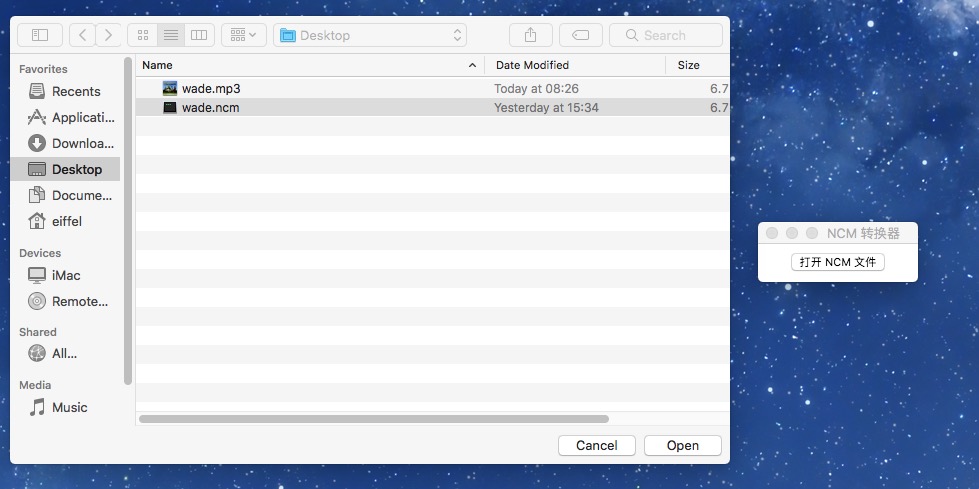 Desktop
Search
Favorites
Recents
Applicati...
Downloa...
Desktop
Docume...
eiffel
Devices
iMac
Remote...
Shared
All...
Media
Music
Name Date Modified Size
wade.mp3 Today at 08:26 6.7
wade.ncm Yesterday at 15:34 6.7
Cancel Open
NCM 转换器
打开 NCM 文件